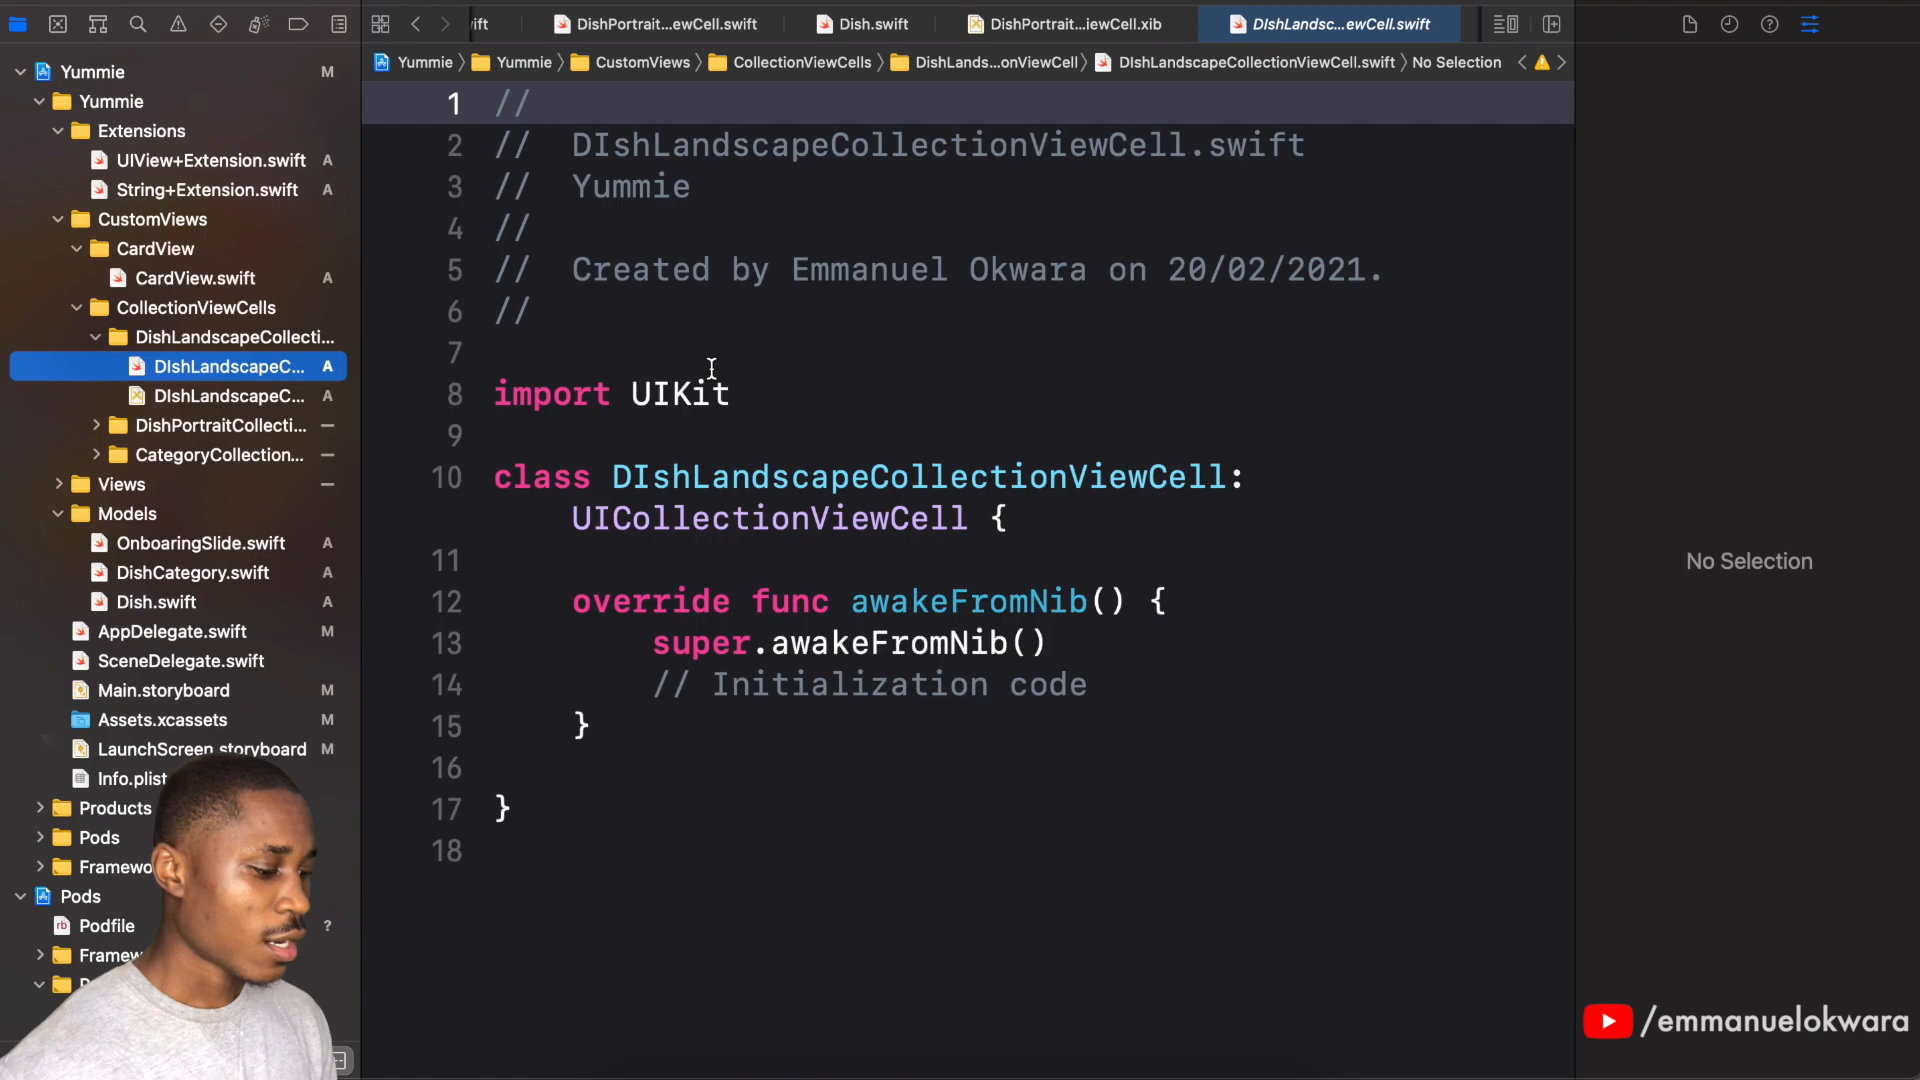 ift
DishPortrait...ewCell.swift
Dish.swift
DishPortrait...iewCell.xib
DIshLandsc...ewCell.swift
Yummie
Yummie
CustomViews
CollectionViewCells
DishLands...onViewCell
DIshLandscapeCollectionViewCell.swift
No Selection
Yummie M
Yummie
Extensions
UIView+Extension.swift A
String+Extension.swift A
CustomViews
CardView
CardView.swift A
CollectionViewCells
DishLandscapeCollecti...
DIshLandscapeC... A
DIshLandscapeC... A
DishPortraitCollecti...
CategoryCollection...
Views
Models
OnboaringSlide.swift A
DishCategory.swift A
Dish.swift A
AppDelegate.swift M
SceneDelegate.swift
Main.storyboard M
Assets.xcassets M
LaunchScreen.storyboard M
Info.plist
Products
Pods
Framewo
Pods
rb Podfile ?
Framew
1 //
2 //  DIshLandscapeCollectionViewCell.swift
3 //  Yummie
4 //
5 //  Created by Emmanuel Okwara on 20/02/2021.
6 //
7
8 import UIKit
9
10 class DIshLandscapeCollectionViewCell:
UICollectionViewCell {
11
12 override func awakeFromNib() {
13 super.awakeFromNib()
14 // Initialization code
15 }
16
17 }
18
No Selection
/emmanuelokwara